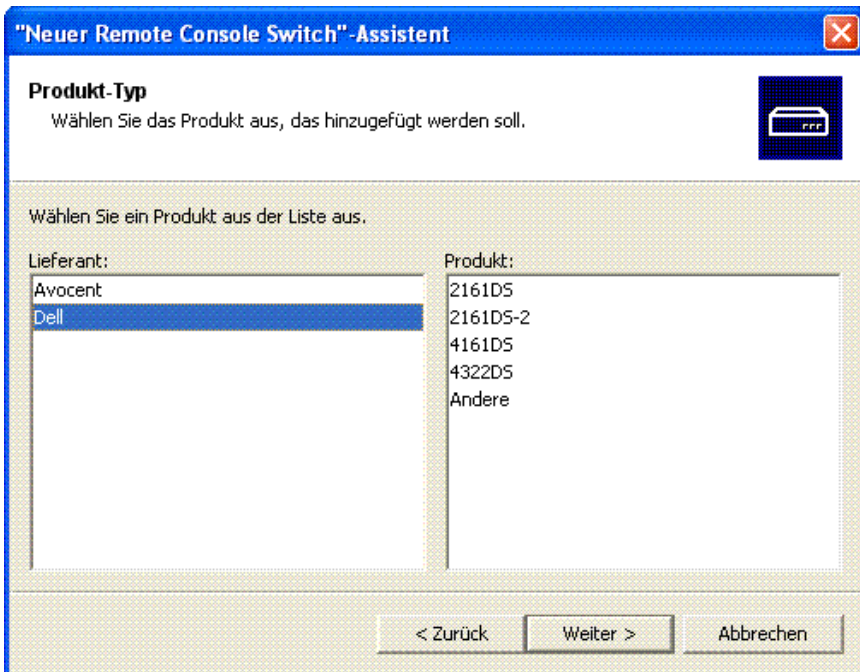 "Neuer Remote Console Switch"-Assistent
Produkt-Typ
Wählen Sie das Produkt aus, das hinzugefügt werden soll.
Wählen Sie ein Produkt aus der Liste aus.
Lieferant:
Avocent
Dell
Produkt:
2161DS
2161DS-2
4161DS
4322DS
Andere
< Zurück
Weiter >
Abbrechen